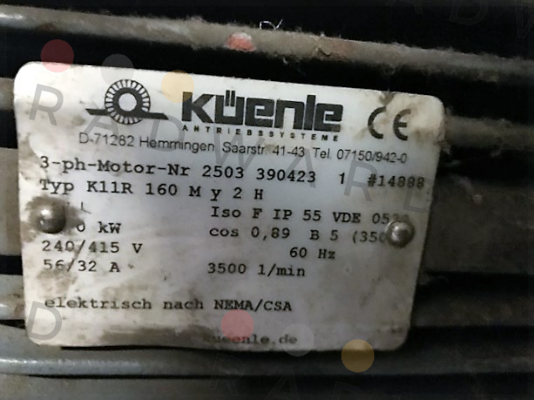 KÜENLE
ANTRIEBSSYSTEME
CE
D-71282 Hemmingen Saarstr. 41-43 Tel. 07150/942-0
3-ph-Motor-Nr 2503 390423 1 #14888
Typ K11R 160 M y 2 H
Iso F IP 55 VDE
kW cos 0,89 B 5
240/415 V 60 Hz
56/32 A 3500 1/min
elektrisch nach NEMA/CSA
kuenle.de